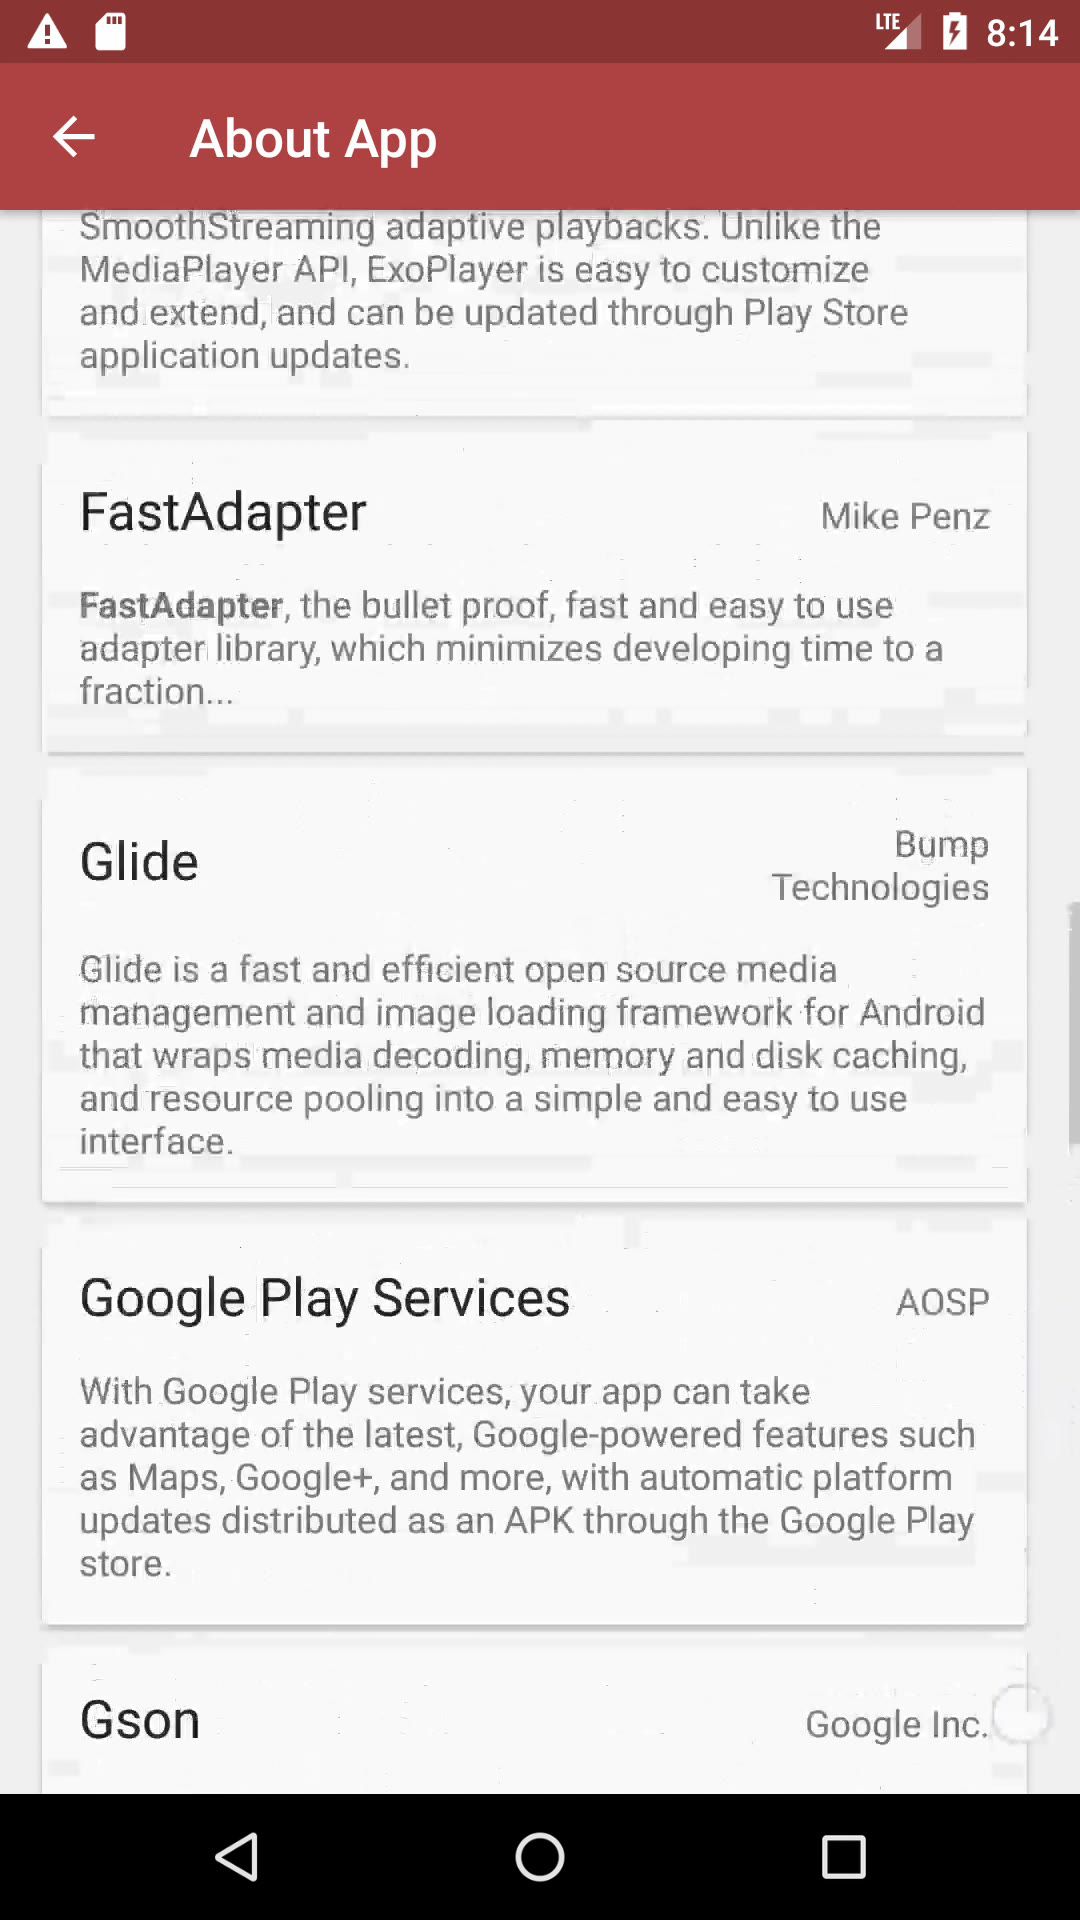 LTE 8:14
About App
SmoothStreaming adaptive playbacks. Unlike the
MediaPlayer API, ExoPlayer is easy to customize
and extend, and can be updated through Play Store
application updates.
FastAdapter Mike Penz
FastAdapter, the bullet proof, fast and easy to use
adapter library, which minimizes developing time to a
fraction...
Glide Bump
Technologies
Glide is a fast and efficient open source media
management and image loading framework for Android
that wraps media decoding, memory and disk caching,
and resource pooling into a simple and easy to use
interface.
Google Play Services AOSP
With Google Play services, your app can take
advantage of the latest, Google-powered features such
as Maps, Google+, and more, with automatic platform
updates distributed as an APK through the Google Play
store.
Gson Google Inc.